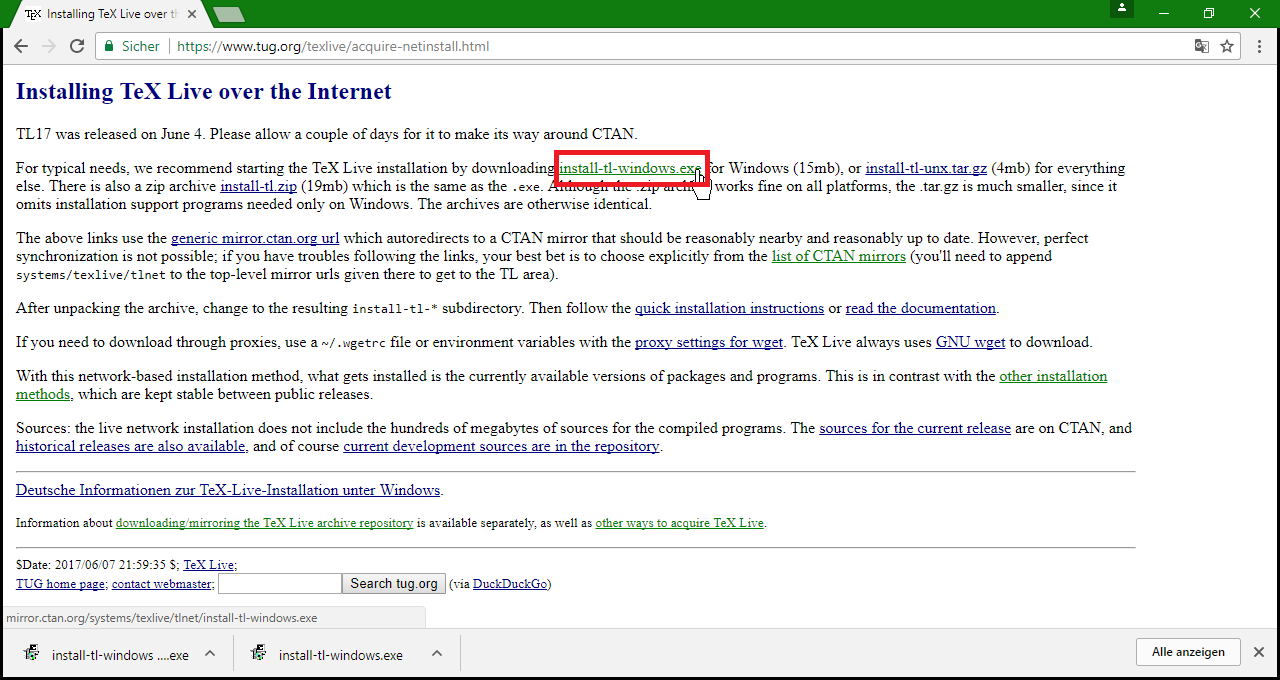 Installing TeX Live over t
Sicher
https://www.tug.org/texlive/acquire-netinstall.html
Installing TeX Live over the Internet
TL17 was released on June 4. Please allow a couple of days for it to make its way around CTAN.
For typical needs, we recommend starting the TeX Live installation by downloading install-tl-windows.exe for Windows (15mb), or install-tl-unx.tar.gz (4mb) for everything
else. There is also a zip archive install-tl.zip (19mb) which is the same as the .exe. Although the .zip archive works fine on all platforms, the .tar.gz is much smaller, since it
omits installation support programs needed only on Windows. The archives are otherwise identical.
The above links use the generic mirror.ctan.org url which autoredirects to a CTAN mirror that should be reasonably nearby and reasonably up to date. However, perfect
synchronization is not possible; if you have troubles following the links, your best bet is to choose explicitly from the list of CTAN mirrors (you'll need to append
systems/texlive/tlnet to the top-level mirror urls given there to get to the TL area).
After unpacking the archive, change to the resulting install-tl-* subdirectory. Then follow the quick installation instructions or read the documentation.
If you need to download through proxies, use a ~/.wgetrc file or environment variables with the proxy settings for wget. TeX Live always uses GNU wget to download.
With this network-based installation method, what gets installed is the currently available versions of packages and programs. This is in contrast with the other installation
methods, which are kept stable between public releases.
Sources: the live network installation does not include the hundreds of megabytes of sources for the compiled programs. The sources for the current release are on CTAN, and
historical releases are also available, and of course current development sources are in the repository.
Deutsche Informationen zur TeX-Live-Installation unter Windows.
Information about downloading/mirroring the TeX Live archive repository is available separately, as well as other ways to acquire TeX Live.
$Date: 2017/06/07 21:59:35 $; TeX Live;
TUG home page; contact webmaster; Search tug.org (via DuckDuckGo)
mirror.ctan.org/systems/texlive/tlnet/install-tl-windows.exe
install-tl-windows ....exe
install-tl-windows.exe
Alle anzeigen